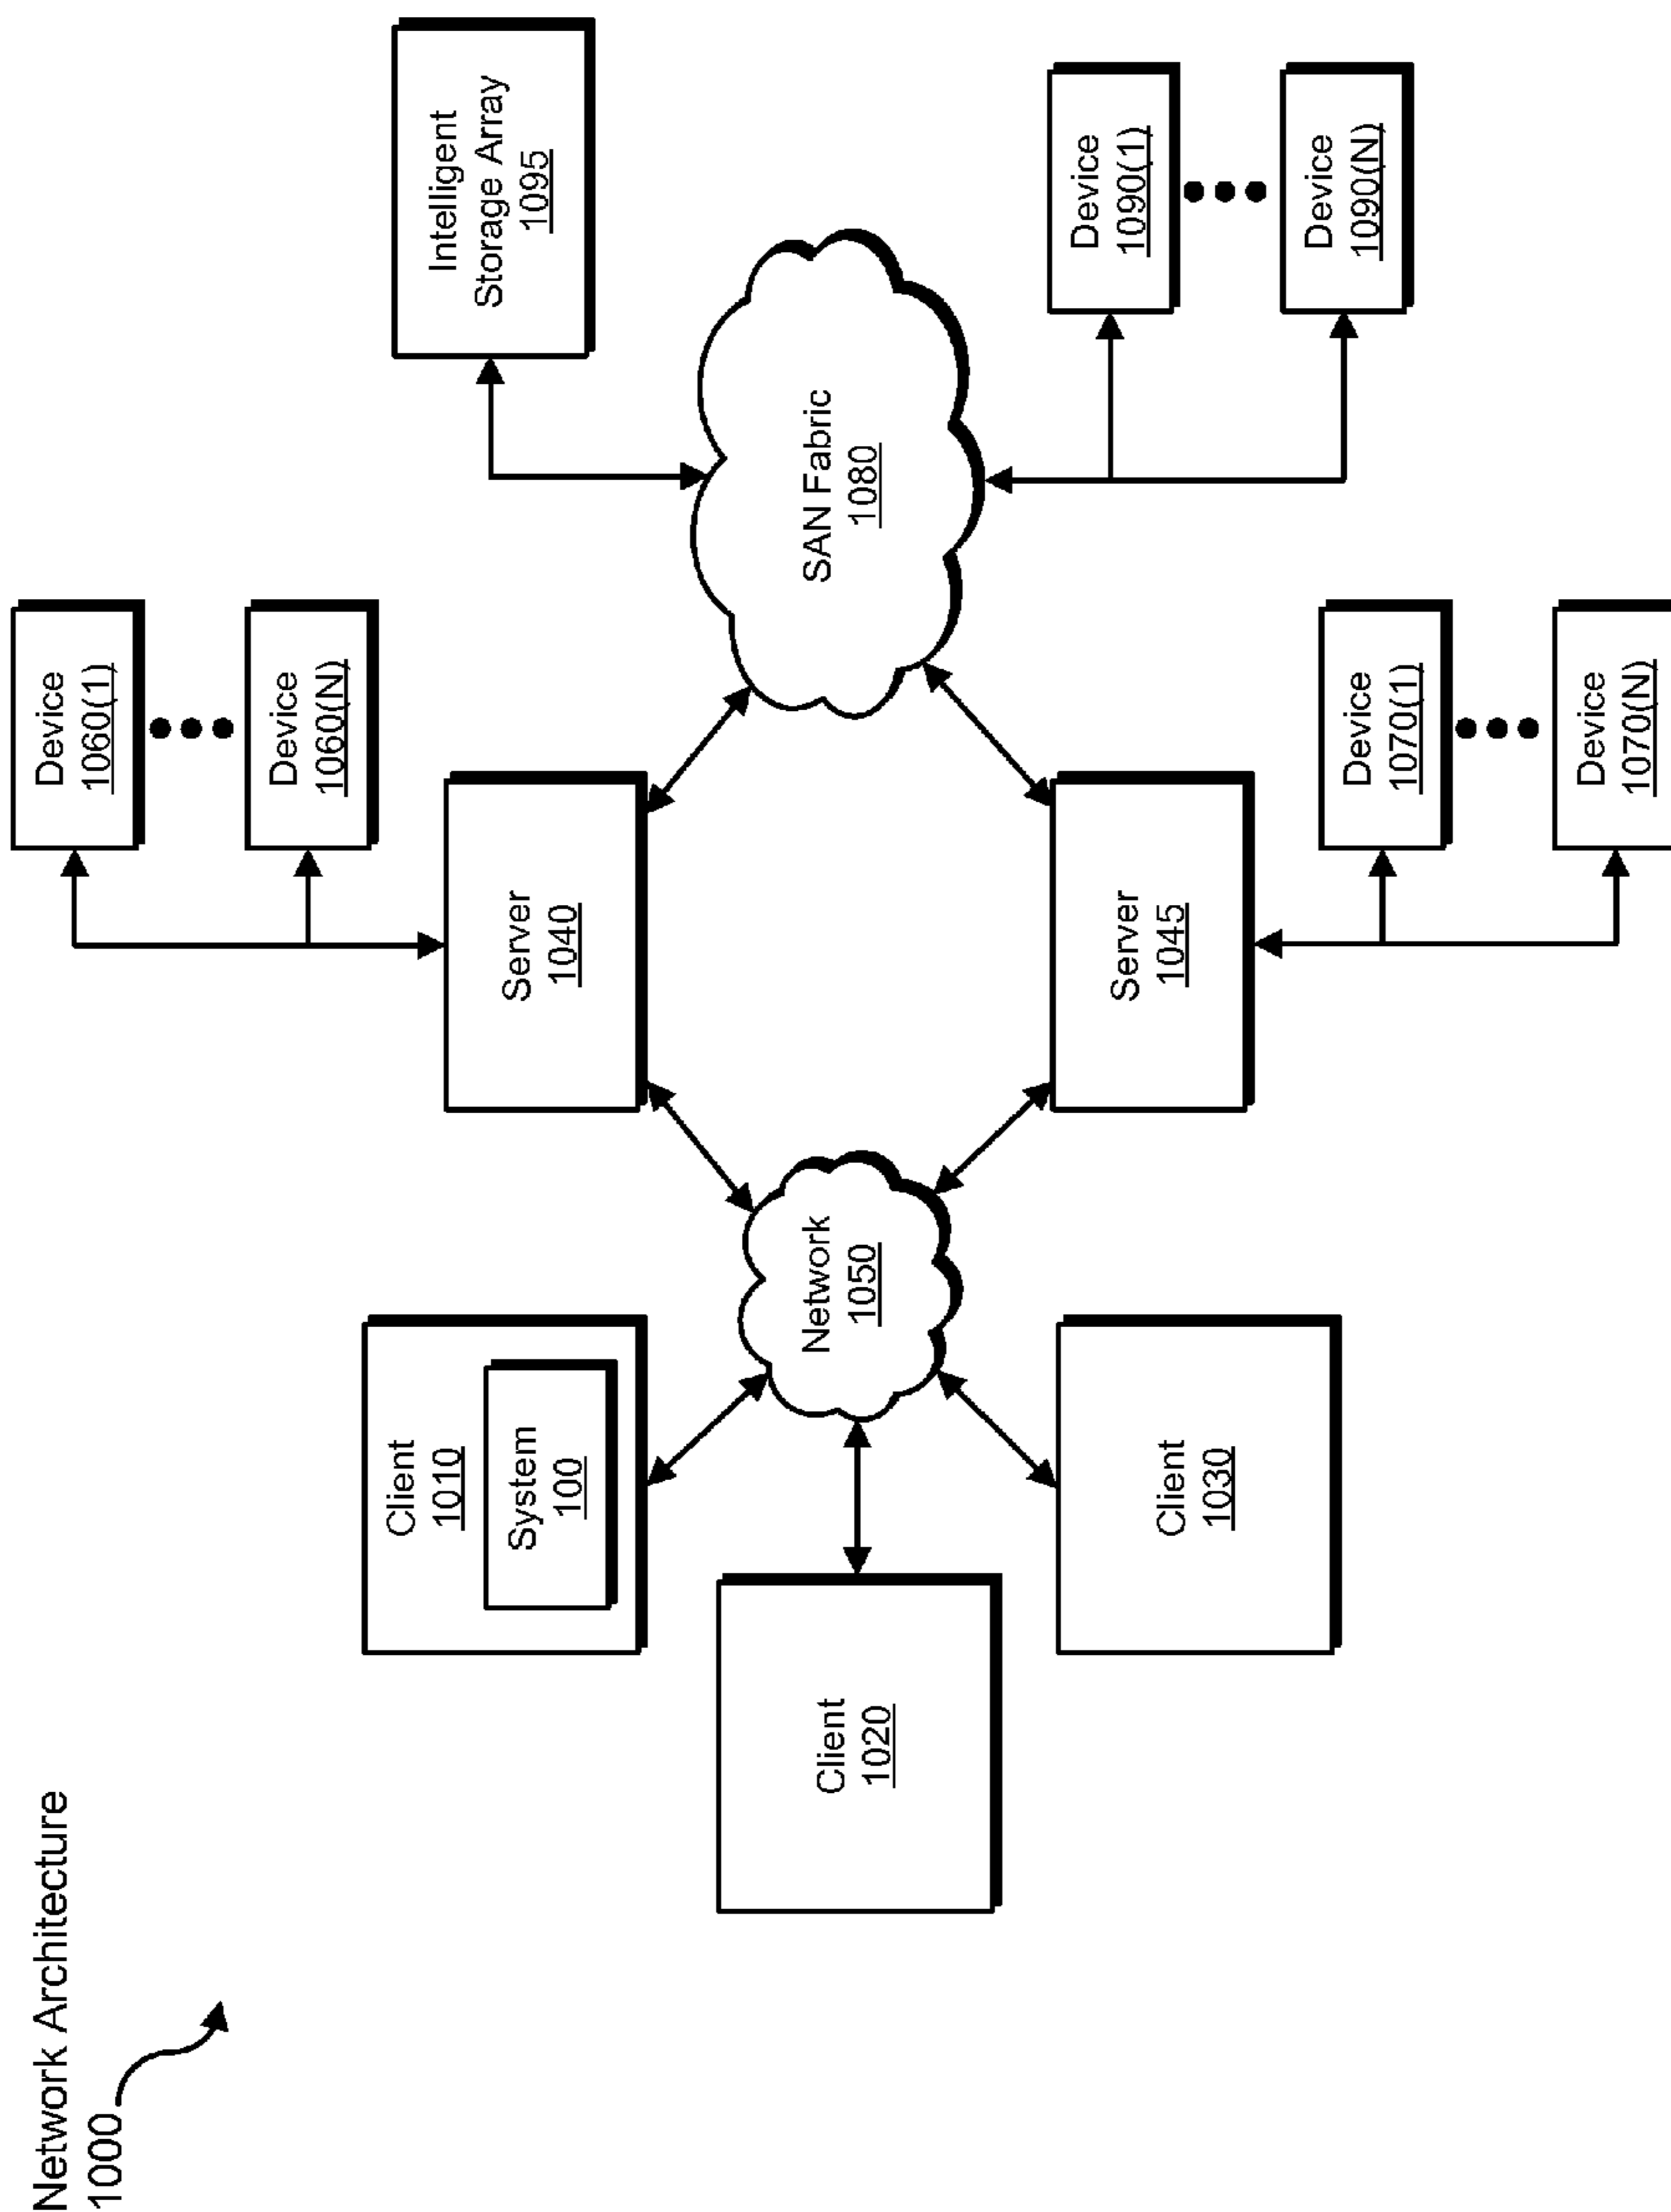 Network Architecture
1000
Client
1010
System
100
Client
1020
Client
1030
Network
1050
Server
1040
Server
1045
Device
1060(1)
Device
1060(N)
Device
1070(1)
Device
1070(N)
SAN Fabric
1080
Intelligent
Storage Array
1095
Device
1090(1)
Device
1090(N)